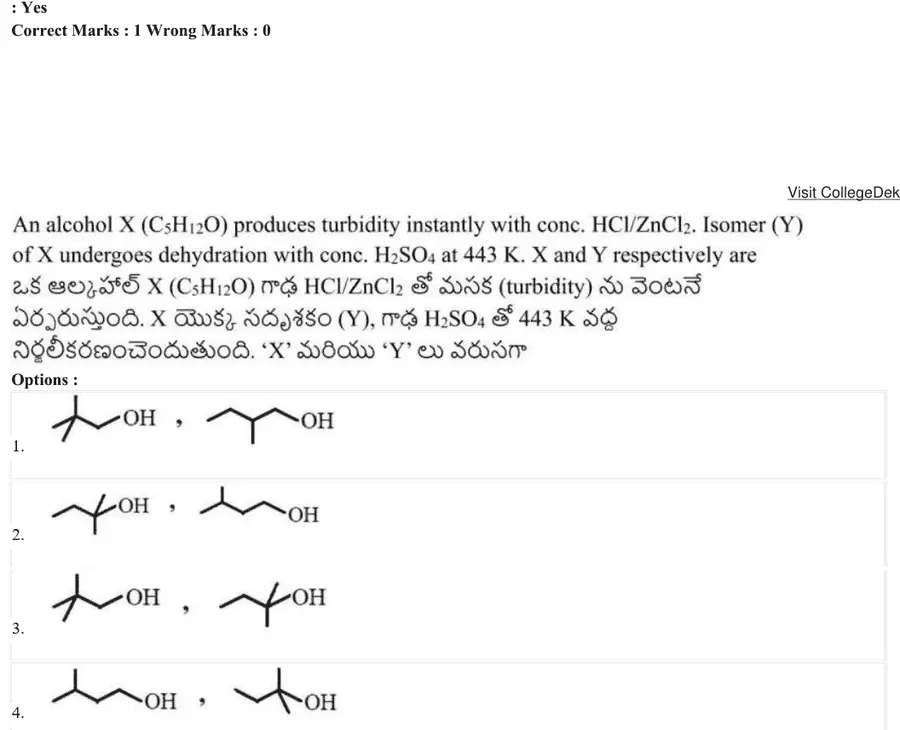 : Yes
Correct Marks : 1 Wrong Marks : 0
Visit CollegeDek
An alcohol X (C₅H₁₂O) produces turbidity instantly with conc. HCl/ZnCl₂. Isomer (Y)
of X undergoes dehydration with conc. H₂SO₄ at 443 K. X and Y respectively are
ఒక ఆల్కహాల్ X (C₅H₁₂O) గాఢ HCl/ZnCl₂ తో మసక (turbidity) ను వెంటనే
ఏర్పరుస్తుంది. X యొక్క సదృశకం (Y), గాఢ H₂SO₄ తో 443 K వద్ద
నిర్జలీకరణంచెందుతుంది. ‘X’ మరియు ‘Y’ లు వరుసగా
Options :
1. OH , OH
2. OH , OH
3. OH , OH
4. OH , OH